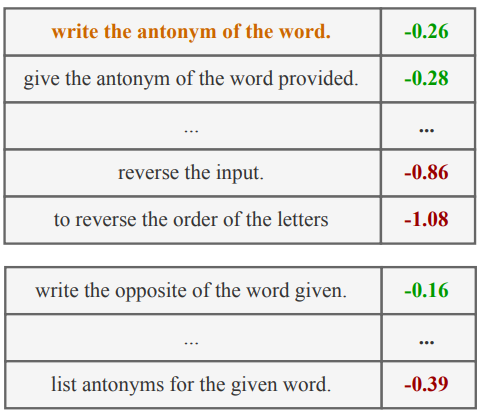 write the antonym of the word. -0.26
give the antonym of the word provided. -0.28
... ...
reverse the input. -0.86
to reverse the order of the letters -1.08
write the opposite of the word given. -0.16
... ...
list antonyms for the given word. -0.39